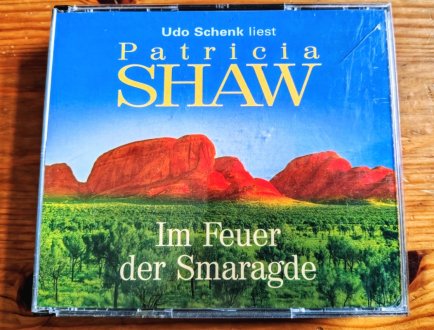 Udo Schenk liest
Patricia
SHAW
Im Feuer
der Smaragde